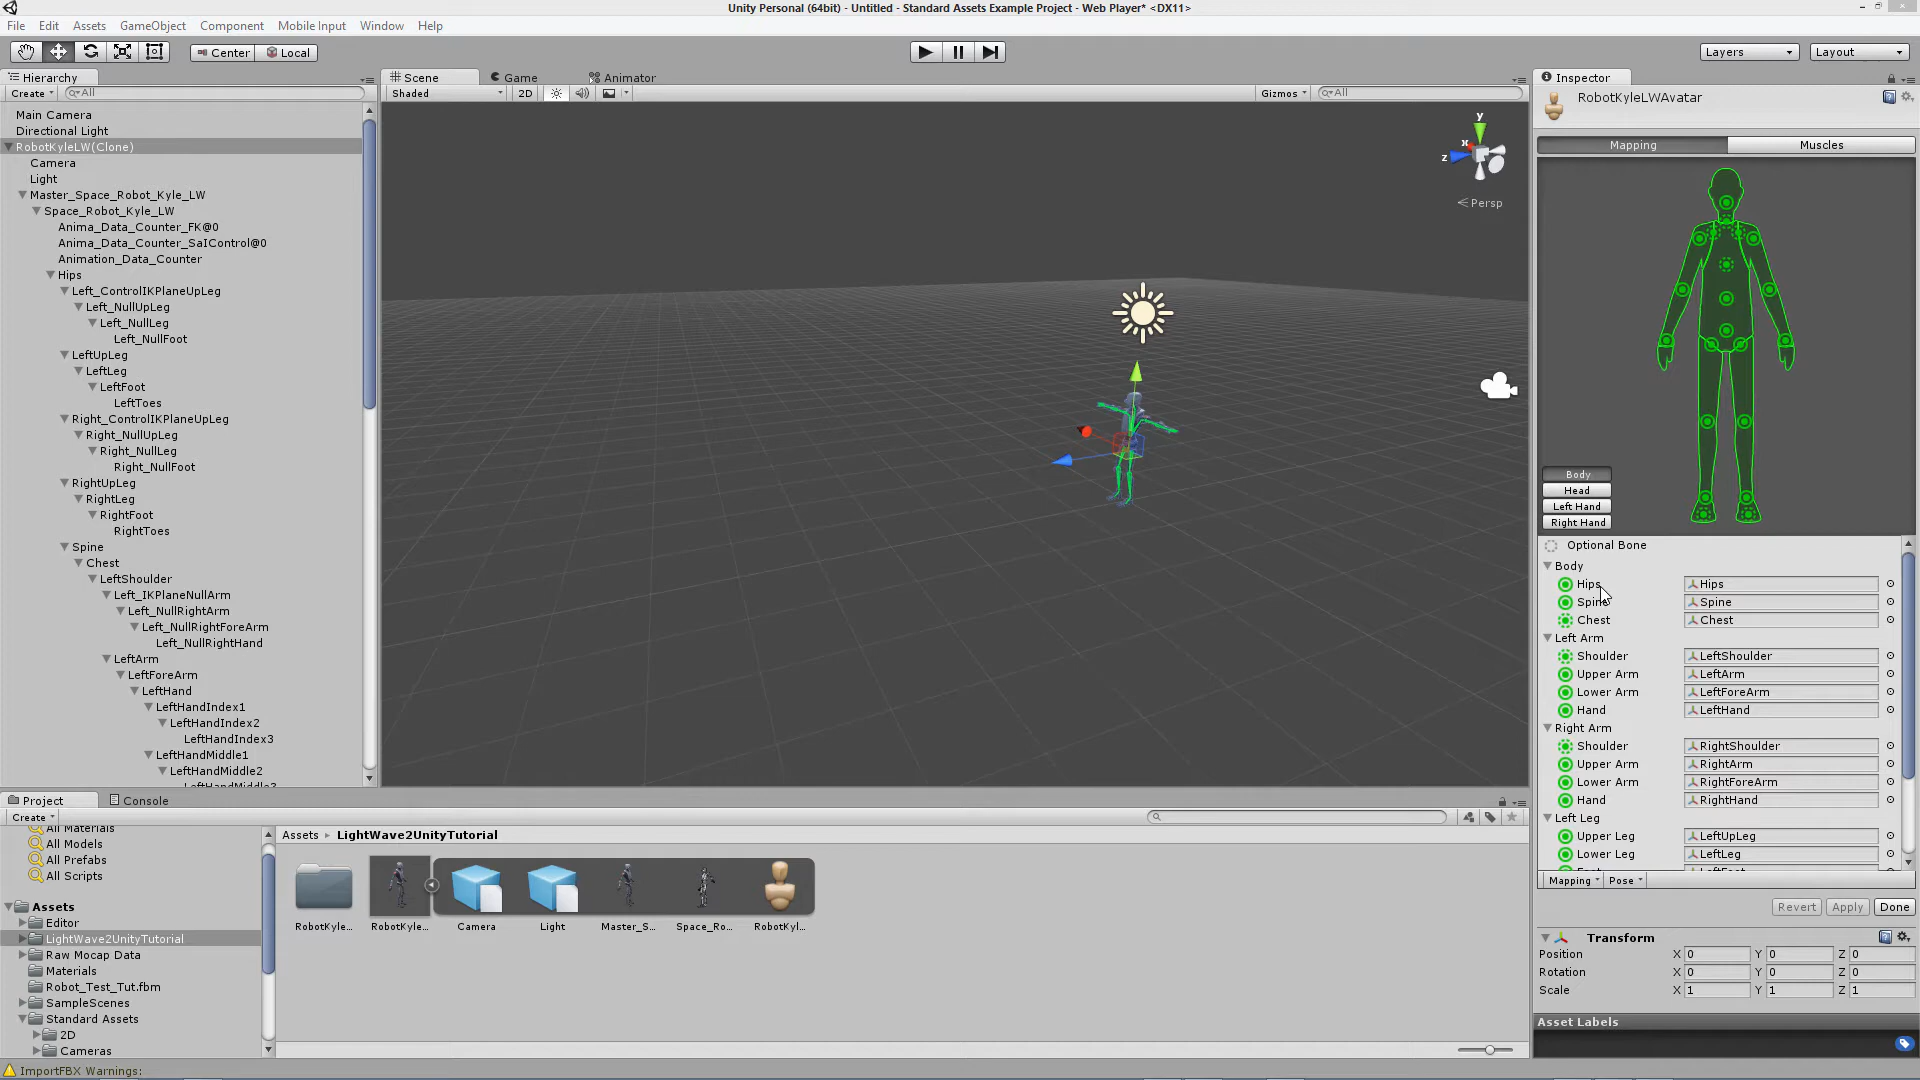 Unity Personal (64bit) - Untitled - Standard Assets Example Project - Web Player* <DX11>
File Edit Assets GameObject Component Mobile Input Window Help
Center Local Layers Layout
Hierarchy
Create All
Main Camera
Directional Light
RobotKyleLW(Clone)
Camera
Light
Master_Space_Robot_Kyle_LW
Space_Robot_Kyle_LW
Anima_Data_Counter_FK@0
Anima_Data_Counter_SaIControl@0
Animation_Data_Counter
Hips
Left_ControlIKPlaneUpLeg
Left_NullUpLeg
Left_NullLeg
Left_NullFoot
LeftUpLeg
LeftLeg
LeftFoot
LeftToes
Right_ControlIKPlaneUpLeg
Right_NullUpLeg
Right_NullLeg
Right_NullFoot
RightUpLeg
RightLeg
RightFoot
RightToes
Spine
Chest
LeftShoulder
Left_IKPlaneNullArm
Left_NullRightArm
Left_NullRightForeArm
Left_NullRightHand
LeftArm
LeftForeArm
LeftHand
LeftHandIndex1
LeftHandIndex2
LeftHandIndex3
LeftHandMiddle1
LeftHandMiddle2
Scene Game Animator
Shaded 2D Gizmos All
y
x
z
Persp
Inspector
RobotKyleLWAvatar
Mapping Muscles
Body
Head
Left Hand
Right Hand
Optional Bone
Body
Hips Hips
Spine Spine
Chest Chest
Left Arm
Shoulder LeftShoulder
Upper Arm LeftArm
Lower Arm LeftForeArm
Hand LeftHand
Right Arm
Shoulder RightShoulder
Upper Arm RightArm
Lower Arm RightForeArm
Hand RightHand
Left Leg
Upper Leg LeftUpLeg
Lower Leg LeftLeg
Mapping Pose
Revert Apply Done
Transform
Position X 0 Y 0 Z 0
Rotation X 0 Y 0 Z 0
Scale X 1 Y 1 Z 1
Asset Labels
Project Console
Create
All Materials
All Models
All Prefabs
All Scripts
Assets
Editor
LightWave2UnityTutorial
Raw Mocap Data
Materials
Robot_Test_Tut.fbm
SampleScenes
Standard Assets
2D
Cameras
Assets LightWave2UnityTutorial
RobotKyle... RobotKyle... Camera Light Master_S... Space_Ro... RobotKyl...
ImportFBX Warnings: